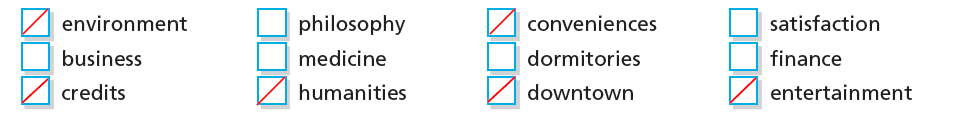 environment philosophy conveniences satisfaction
business medicine dormitories finance
credits humanities downtown entertainment